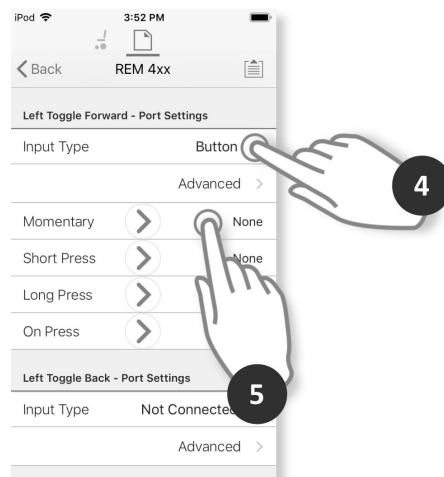 iPod 3:52 PM
Back REM 4xx
Left Toggle Forward - Port Settings
Input Type Button
4
Advanced
Momentary None
Short Press None
Long Press
On Press
Left Toggle Back - Port Settings
5
Input Type Not Connected
Advanced